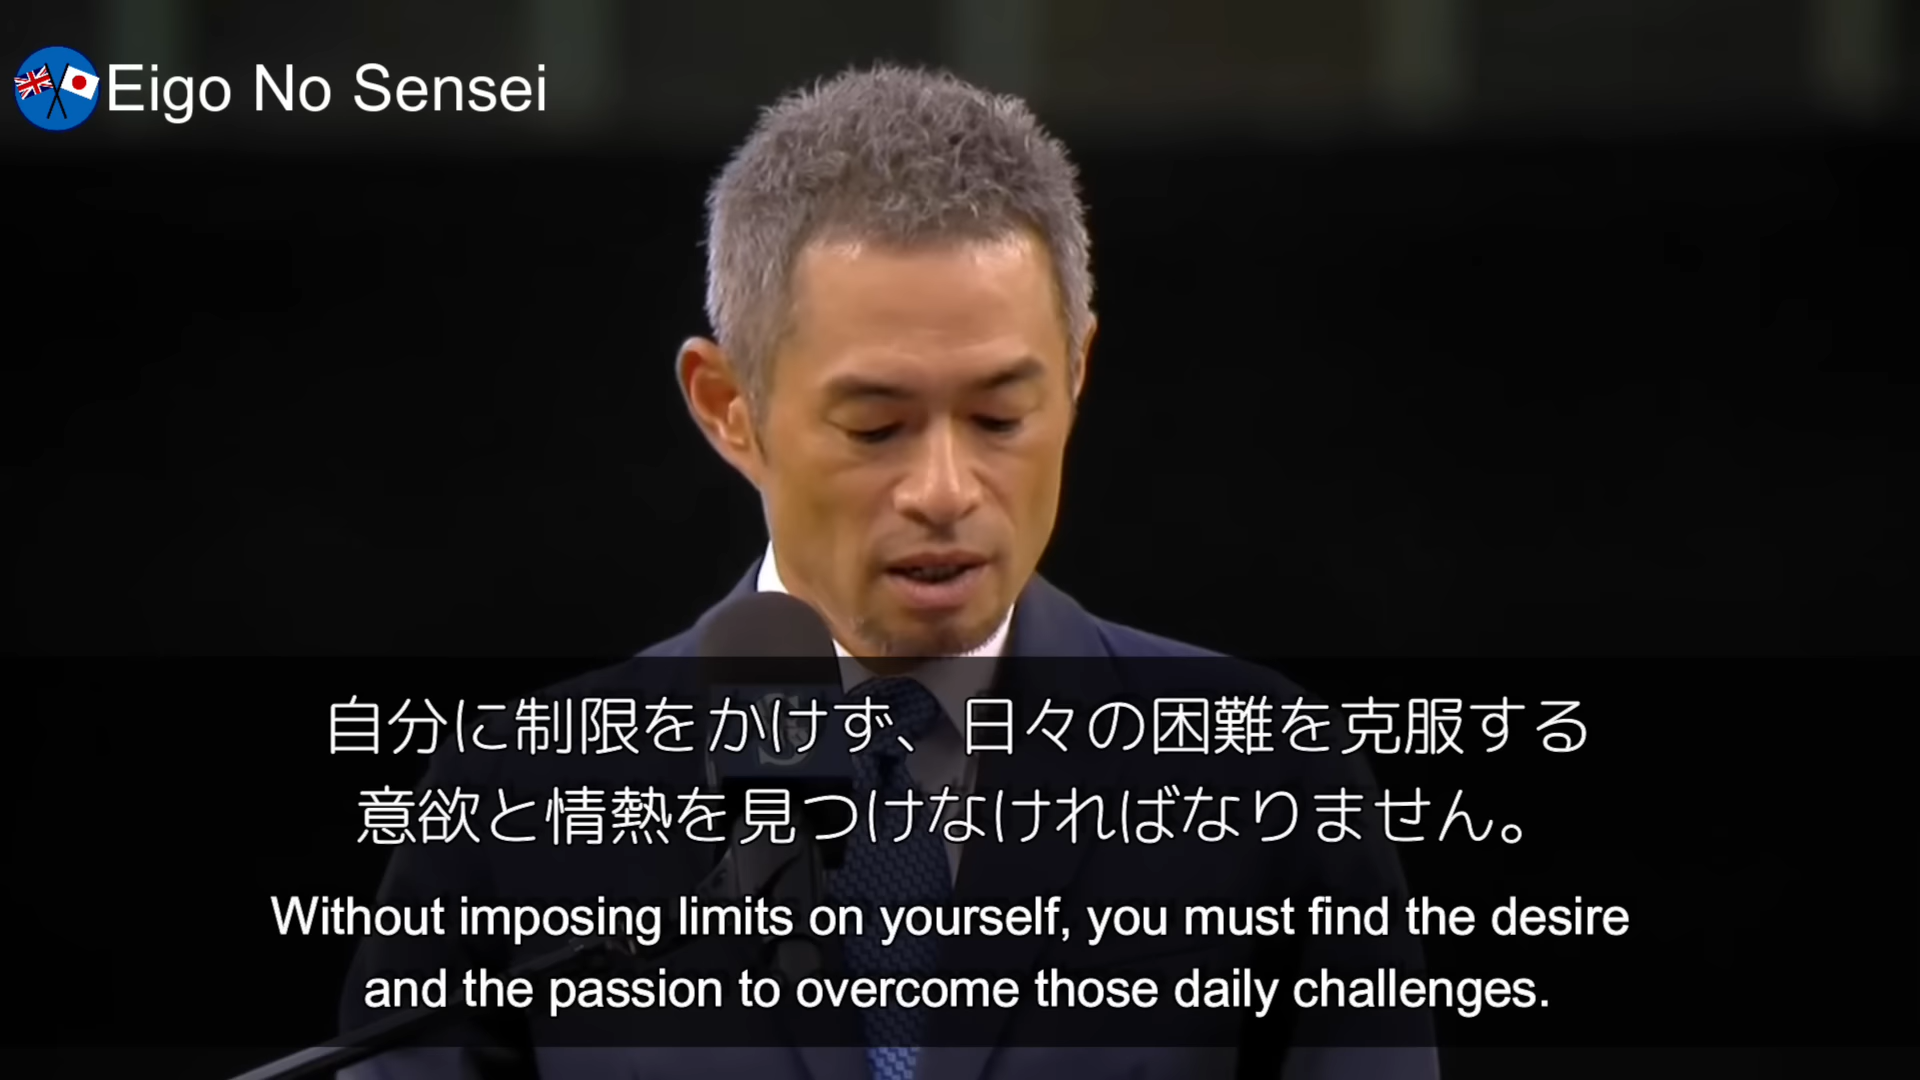 Eigo No Sensei
自分に制限をかけず、日々の困難を克服する
意欲と情熱を見つけなければなりません。
Without imposing limits on yourself, you must find the desire
and the passion to overcome those daily challenges.